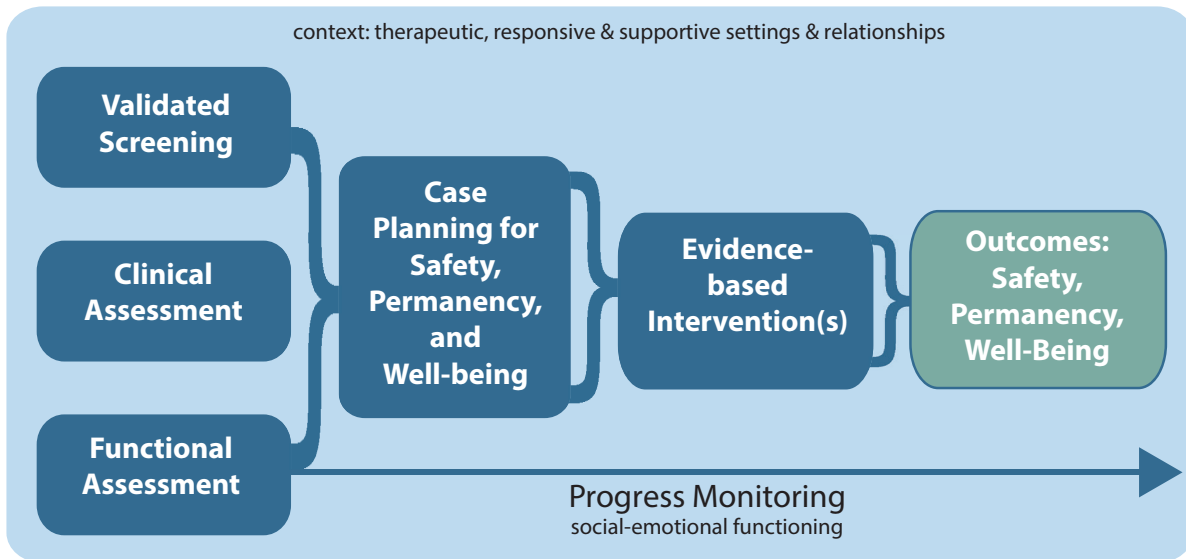 context: therapeutic, responsive & supportive settings & relationships
Validated
Screening
Clinical
Assessment
Functional
Assessment
Case
Planning for
Safety,
Permanency,
and
Well-being
Evidence-
based
Intervention(s)
Outcomes:
Safety,
Permanency,
Well-Being
Progress Monitoring
social-emotional functioning